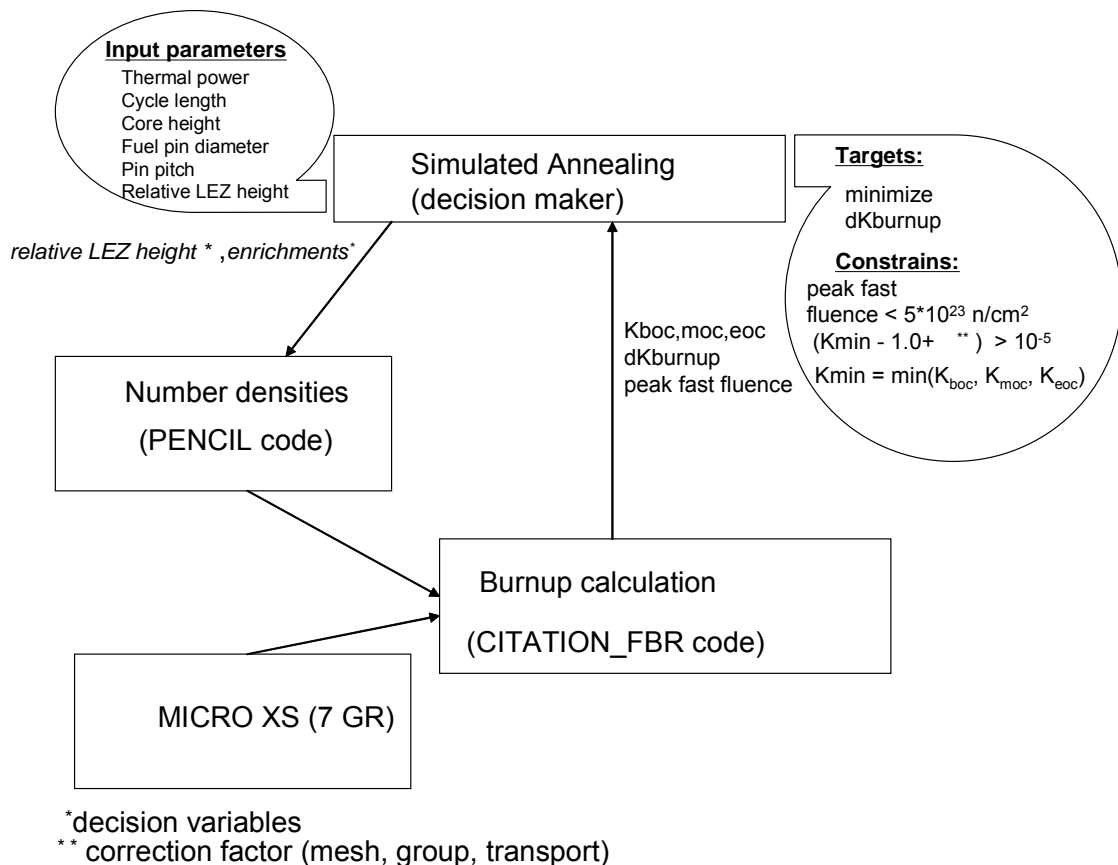 Input parameters
Thermal power
Cycle length
Core height
Fuel pin diameter
Pin pitch
Relative LEZ height
Simulated Annealing
(decision maker)
Targets:
minimize
dKburnup
Constrains:
peak fast
fluence < 5*10²³ n/cm²
(Kmin - 1.0+ ** ) > 10⁻⁵
Kmin = min(K_boc, K_moc, K_eoc)
relative LEZ height * ,enrichments*
Kboc,moc,eoc
dKburnup
peak fast fluence
Number densities
(PENCIL code)
Burnup calculation
(CITATION_FBR code)
MICRO XS (7 GR)
*decision variables
** correction factor (mesh, group, transport)